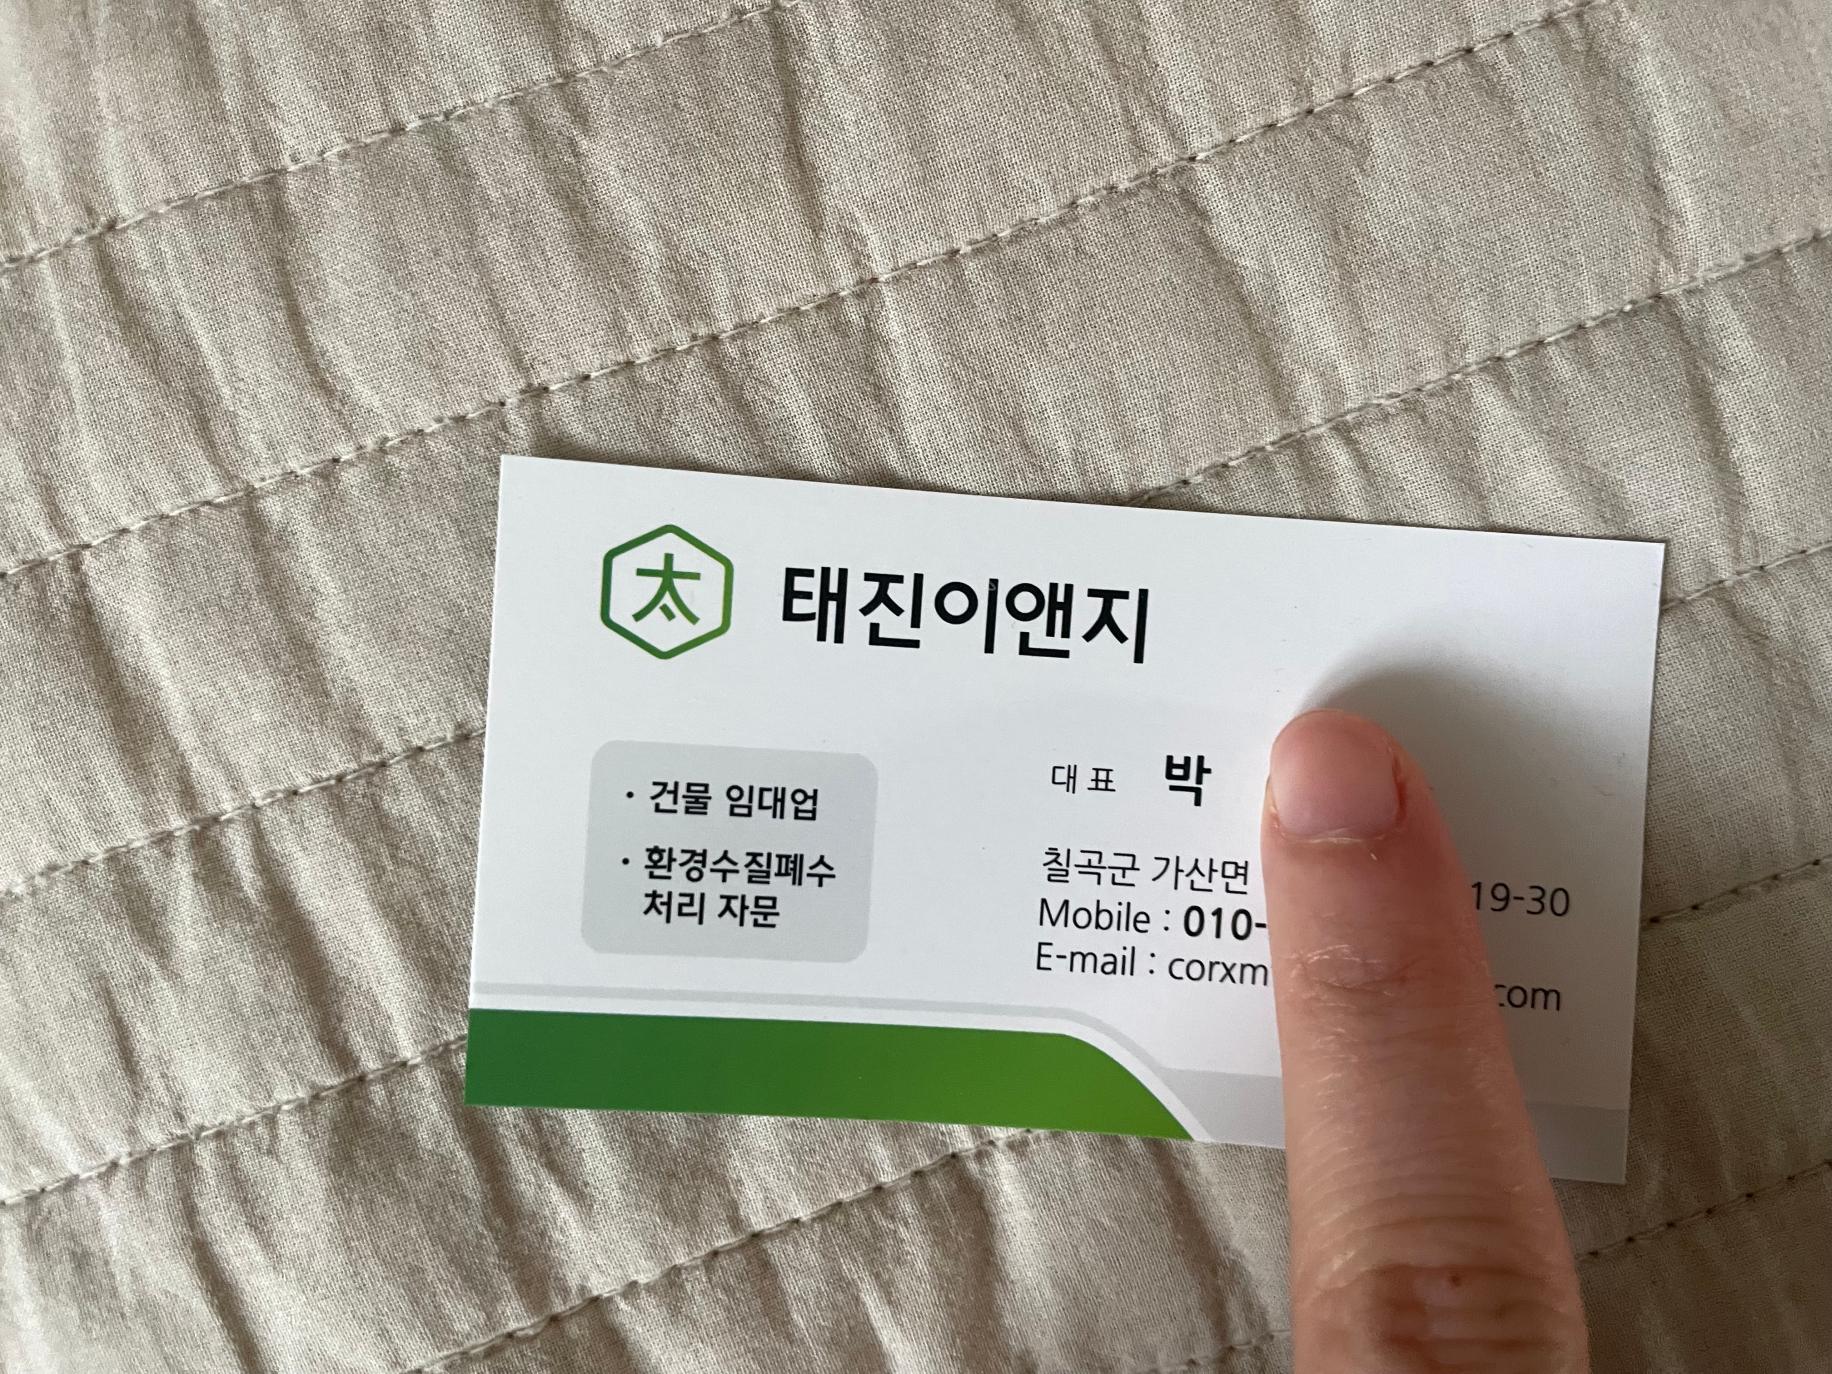 太 태진이앤지
· 건물 임대업
· 환경수질폐수
처리 자문
대표 박
칠곡군 가산면 19-30
Mobile : 010-
E-mail : corxm com